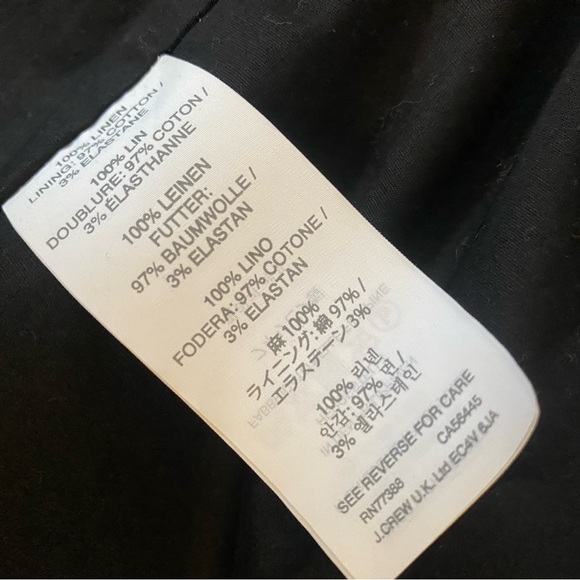 100% LINEN
LINING: 97% COTTON /
3% ELASTANE
100% LIN
DOUBLURE: 97% COTON /
3% ÉLASTHANNE
100% LEINEN
FUTTER:
97% BAUMWOLLE /
3% ELASTAN
100% LINO
FODERA: 97% COTONE /
3% ELASTAN
麻 100%
ライニング: 綿 97% /
エラステーン 3%
100% 리넨
안감: 97% 면 /
3% 엘라스테인
SEE REVERSE FOR CARE
RN77388 CA56445
J.CREW U.K. Ltd EC4V 6JA